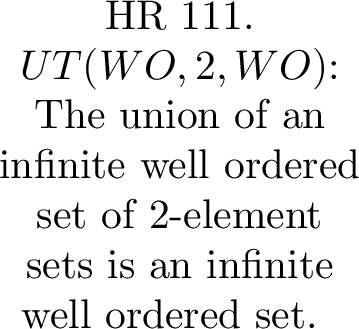 HR 111.
UT(WO, 2, WO):
The union of an
infinite well ordered
set of 2-element
sets is an infinite
well ordered set.